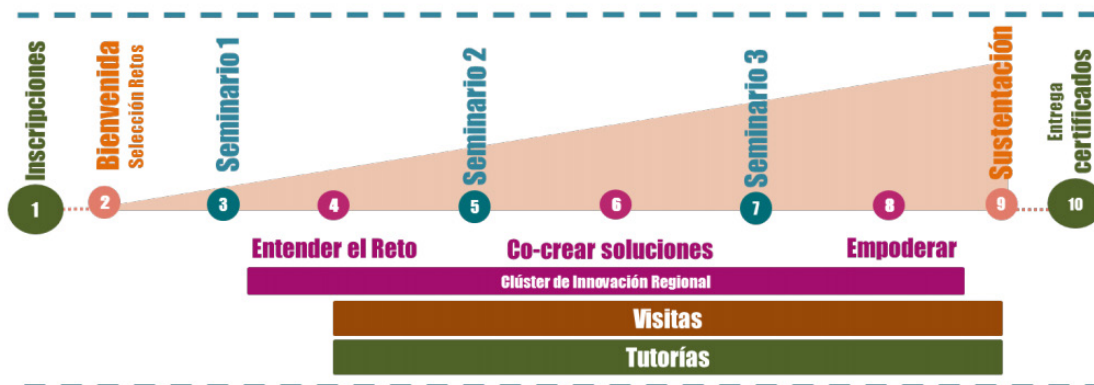 Inscripciones
Bienvenida
Selección Retos
Seminario 1
Seminario 2
Seminario 3
Sustentación
Entrega
certificados
1
2
3
4
5
6
7
8
9
10
Entender el Reto
Co-crear soluciones
Empoderar
Clúster de Innovación Regional
Visitas
Tutorías